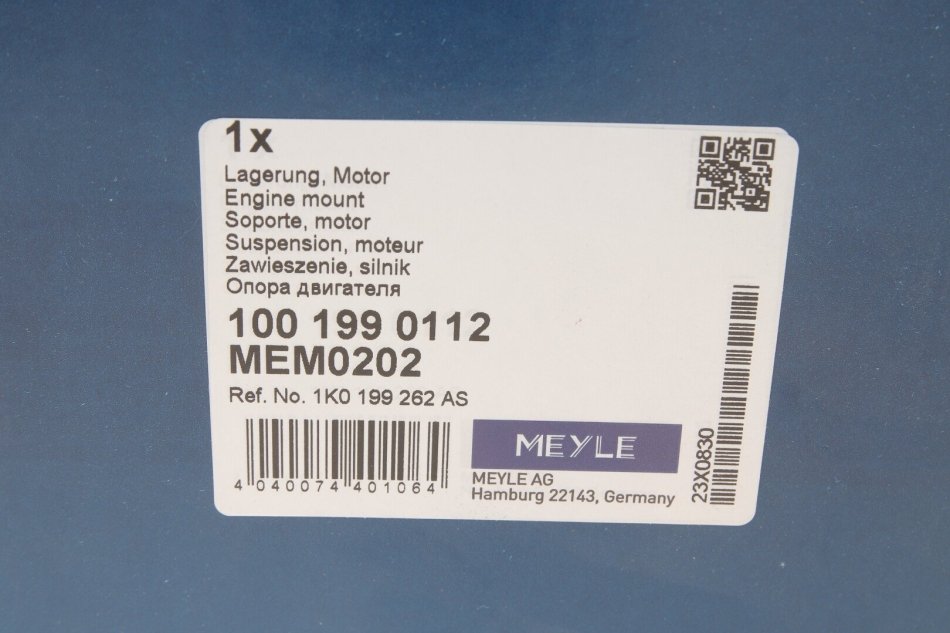 1x
Lagerung, Motor
Engine mount
Soporte, motor
Suspension, moteur
Zawieszenie, silnik
Опора двигателя
100 199 0112
MEM0202
Ref. No. 1K0 199 262 AS
4 040074 401064
MEYLE
MEYLE AG
Hamburg 22143, Germany
23X0830